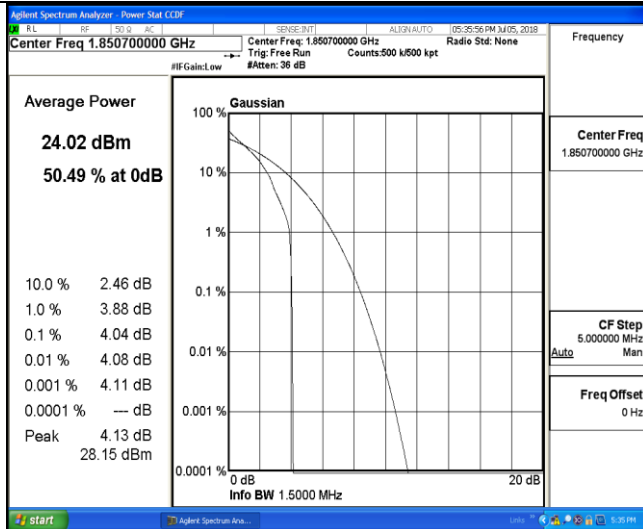 Agilent Spectrum Analyzer - Power Stat CCDF
RL RF 50 Ω AC SENSE:INT ALIGN AUTO 05:35:56 PM Jul 05, 2018
Center Freq 1.850700000 GHz
Center Freq: 1.850700000 GHz Radio Std: None
Trig: Free Run Counts:500 k/500 kpt
#IFGain:Low #Atten: 36 dB
Frequency
Average Power
24.02 dBm
50.49 % at 0dB
10.0 % 2.46 dB
1.0 % 3.88 dB
0.1 % 4.04 dB
0.01 % 4.08 dB
0.001 % 4.11 dB
0.0001 % --- dB
Peak 4.13 dB
28.15 dBm
Gaussian
100 %
10 %
1 %
0.1 %
0.01 %
0.001 %
0.0001 %
0 dB 20 dB
Info BW 1.5000 MHz
Center Freq
1.850700000 GHz
CF Step
5.000000 MHz
Auto Man
Freq Offset
0 Hz
start Agilent Spectrum Ana... Links 5:35 PM